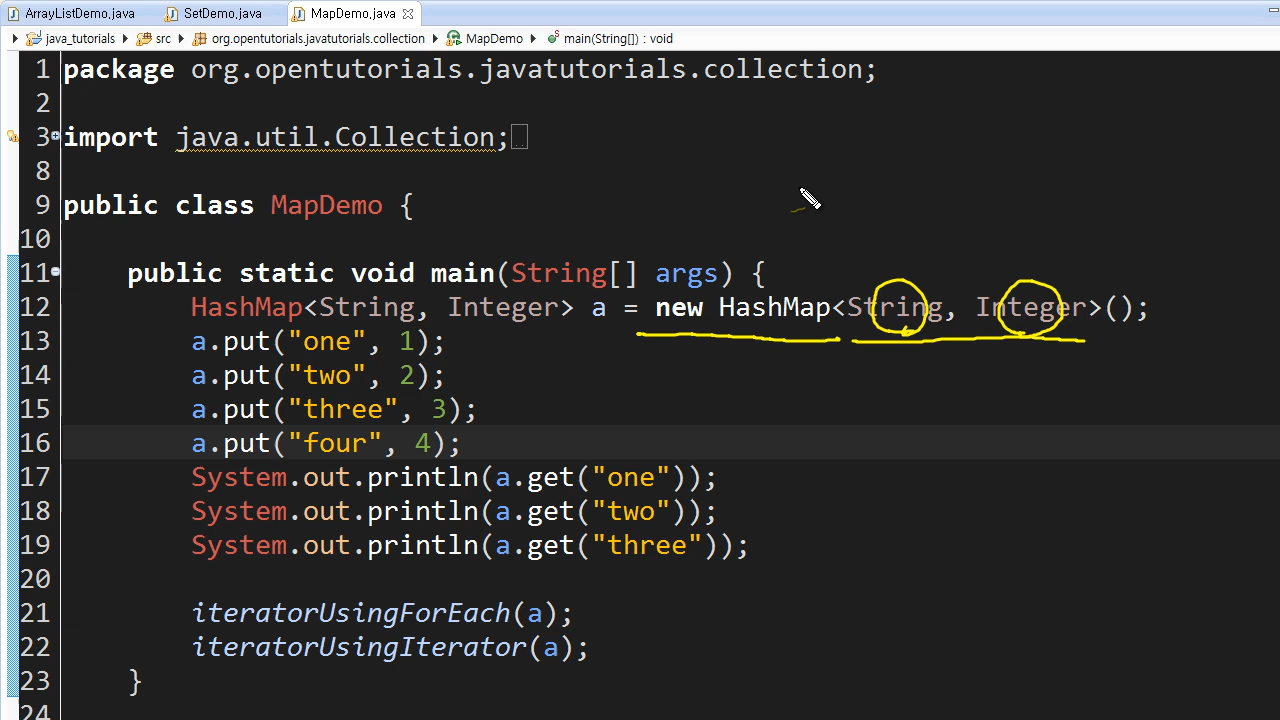 ArrayListDemo.java SetDemo.java MapDemo.java
java_tutorials src org.opentutorials.javatutorials.collection MapDemo main(String[]) : void
1 package org.opentutorials.javatutorials.collection;
2
3 import java.util.Collection;
8
9 public class MapDemo {
10
11 public static void main(String[] args) {
12 HashMap<String, Integer> a = new HashMap<String, Integer>();
13 a.put("one", 1);
14 a.put("two", 2);
15 a.put("three", 3);
16 a.put("four", 4);
17 System.out.println(a.get("one"));
18 System.out.println(a.get("two"));
19 System.out.println(a.get("three"));
20
21 iteratorUsingForEach(a);
22 iteratorUsingIterator(a);
23 }
24